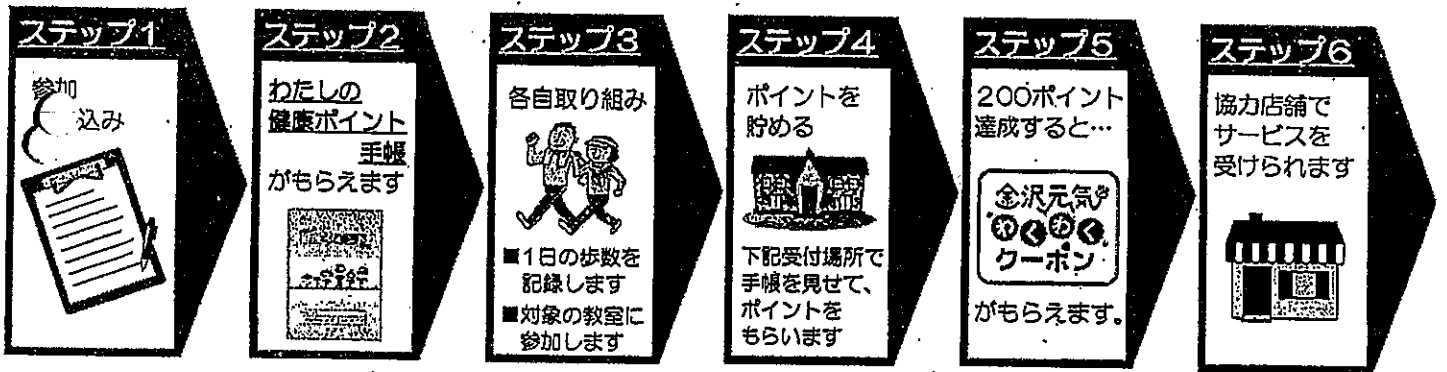 ステップ1
参加
込み
ステップ2
わたしの
健康ポイント
手帳
がもらえます
ステップ3
各自取り組み
■1日の歩数を
記録します
■対象の教室に
参加します
ステップ4
ポイントを
貯める
下記受付場所で
手帳を見せて、
ポイントを
もらいます
ステップ5
200ポイント
達成すると…
金沢元気
わくわく
クーポン
がもらえます。
ステップ6
協力店舗で
サービスを
受けられます